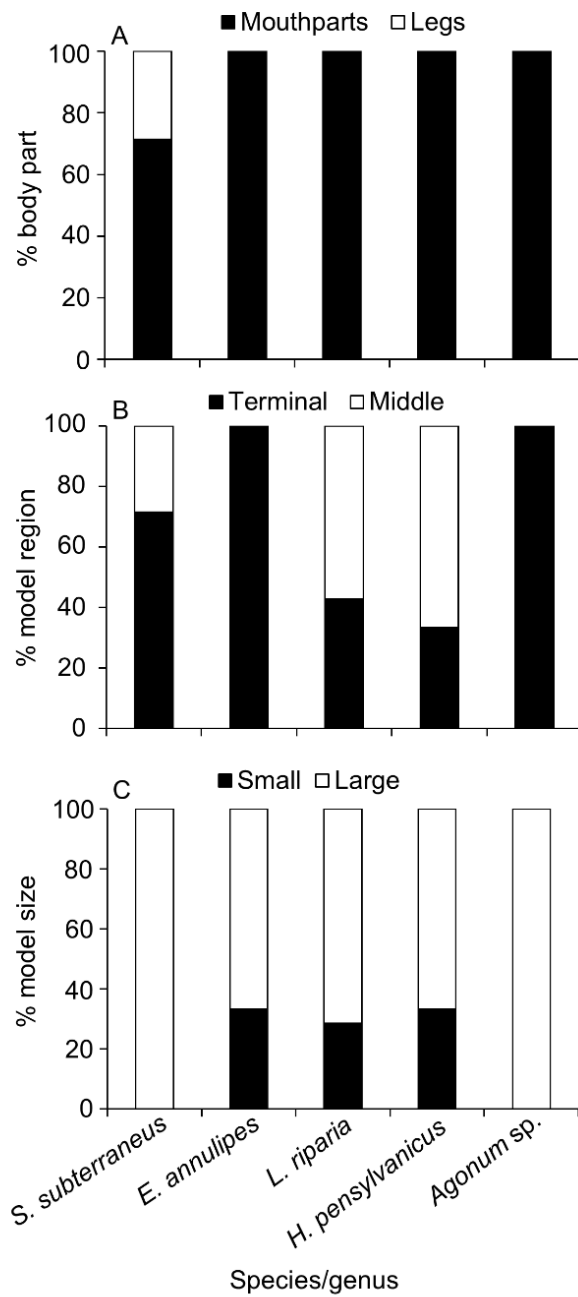 A
■ Mouthparts □ Legs
% body part
100
80
60
40
20
0
B
■ Terminal □ Middle
% model region
100
80
60
40
20
0
C
■ Small □ Large
% model size
100
80
60
40
20
0
S. subterraneus
E. annulipes
L. riparia
H. pensylvanicus
Agonum sp.
Species/genus